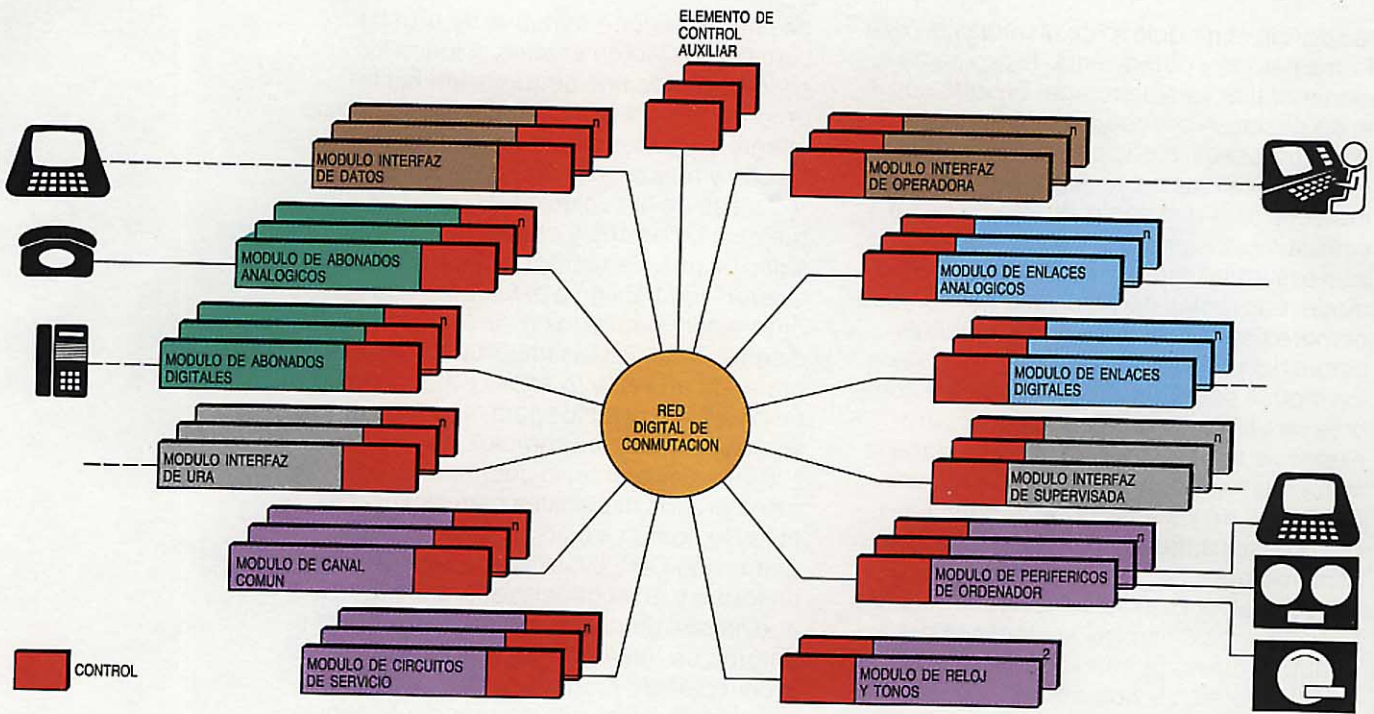 ELEMENTO DE
CONTROL
AUXILIAR
n
MODULO INTERFAZ
DE DATOS
n
MODULO INTERFAZ
DE OPERADORA
n
MODULO DE ABONADOS
ANALOGICOS
n
MODULO DE ENLACES
ANALOGICOS
n
MODULO DE ABONADOS
DIGITALES
n
MODULO DE ENLACES
DIGITALES
RED
DIGITAL DE
CONMUTACION
n
MODULO INTERFAZ
DE URA
n
MODULO INTERFAZ
DE SUPERVISADA
n
MODULO DE CANAL
COMUN
n
MODULO DE PERIFERICOS
DE ORDENADOR
n
MODULO DE CIRCUITOS
DE SERVICIO
2
MODULO DE RELOJ
Y TONOS
CONTROL